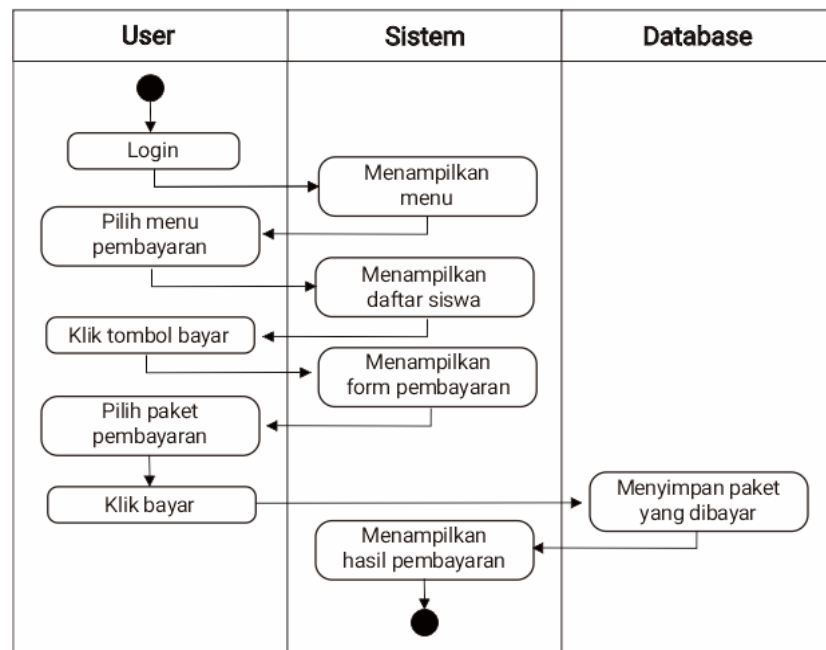 User
Sistem
Database
Login
Menampilkan
menu
Pilih menu
pembayaran
Menampilkan
daftar siswa
Klik tombol bayar
Menampilkan
form pembayaran
Pilih paket
pembayaran
Klik bayar
Menyimpan paket
yang dibayar
Menampilkan
hasil pembayaran